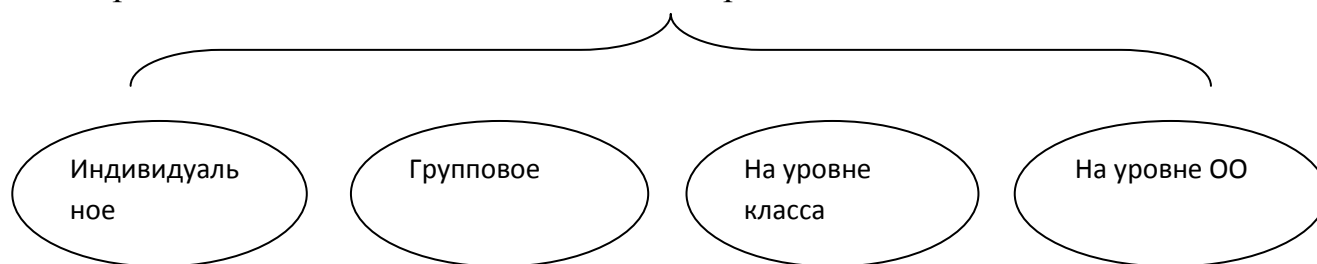 Индивидуаль
ное
Групповое
На уровне
класса
На уровне ОО